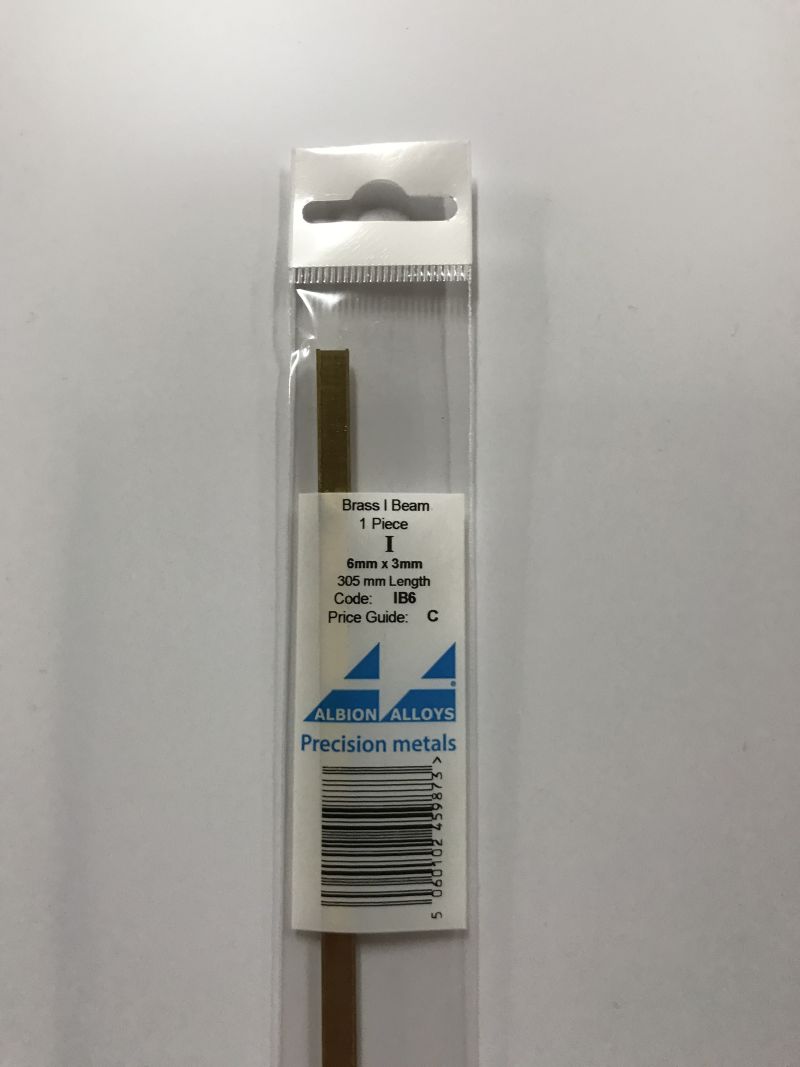 Brass I Beam
1 Piece
I
6mm x 3mm
305 mm Length
Code: IB6
Price Guide: C
®
ALBION ALLOYS
Precision metals
5 060102 459873 >